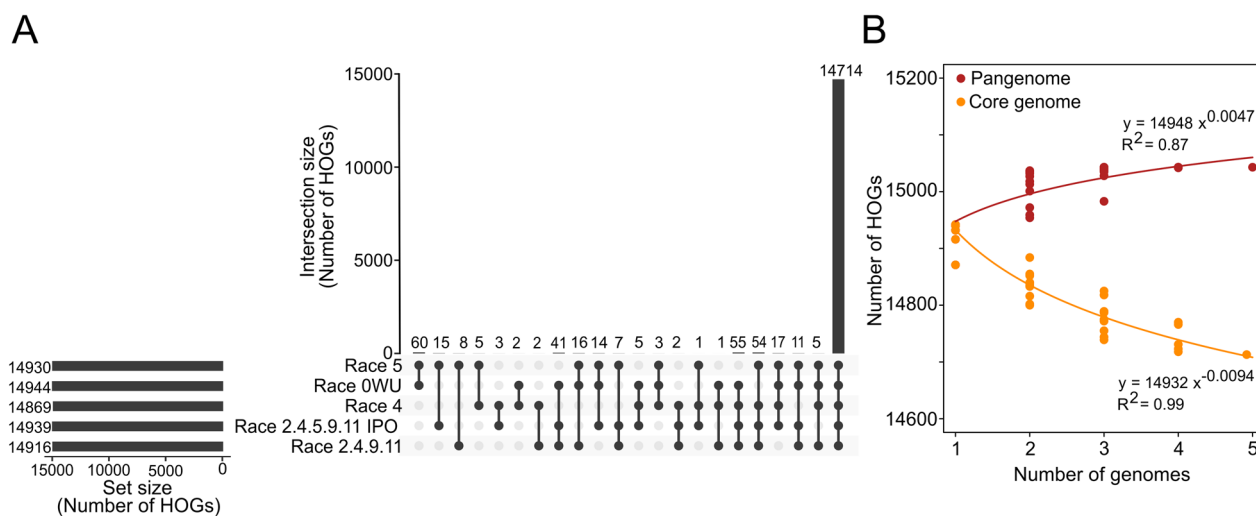 A
B
15000
10000
5000
0
Intersection size
(Number of HOGs)
14714
60 15 8 5 3 2 2 41 16 14 7 5 3 2 1 1 55 54 17 11 5
14930 Race 5
14944 Race 0WU
14869 Race 4
14939 Race 2.4.5.9.11 IPO
14916 Race 2.4.9.11
15000 10000 5000 0
Set size
(Number of HOGs)
15200
15000
14800
14600
Number of HOGs
Pangenome
Core genome
y = 14948 x^0.0047
R^2 = 0.87
y = 14932 x^-0.0094
R^2 = 0.99
1 2 3 4 5
Number of genomes